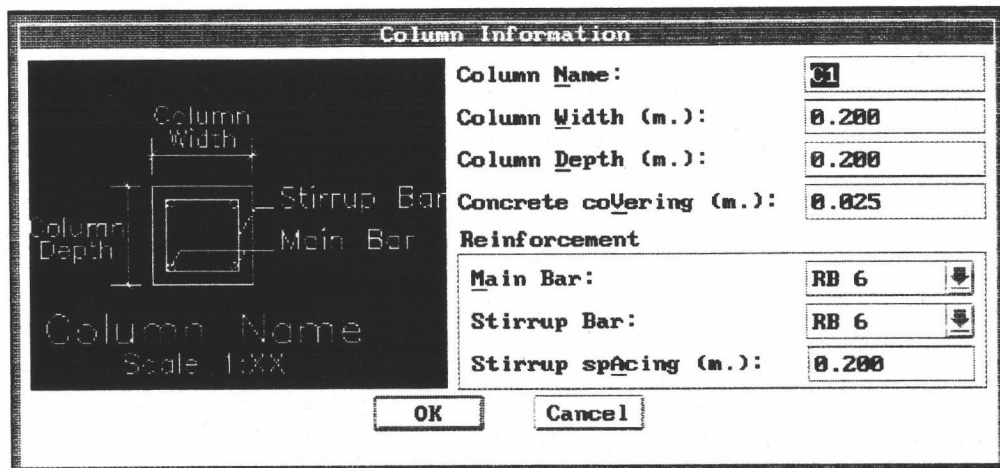 Column Information
Column
Width
Column
Depth
Stirrup Bar
Main Bar
Column Name
Scale 1:XX
Column Name: C1
Column Width (m.): 0.200
Column Depth (m.): 0.200
Concrete coVering (m.): 0.025
Reinforcement
Main Bar: RB 6
Stirrup Bar: RB 6
Stirrup spAcing (m.): 0.200
OK Cancel